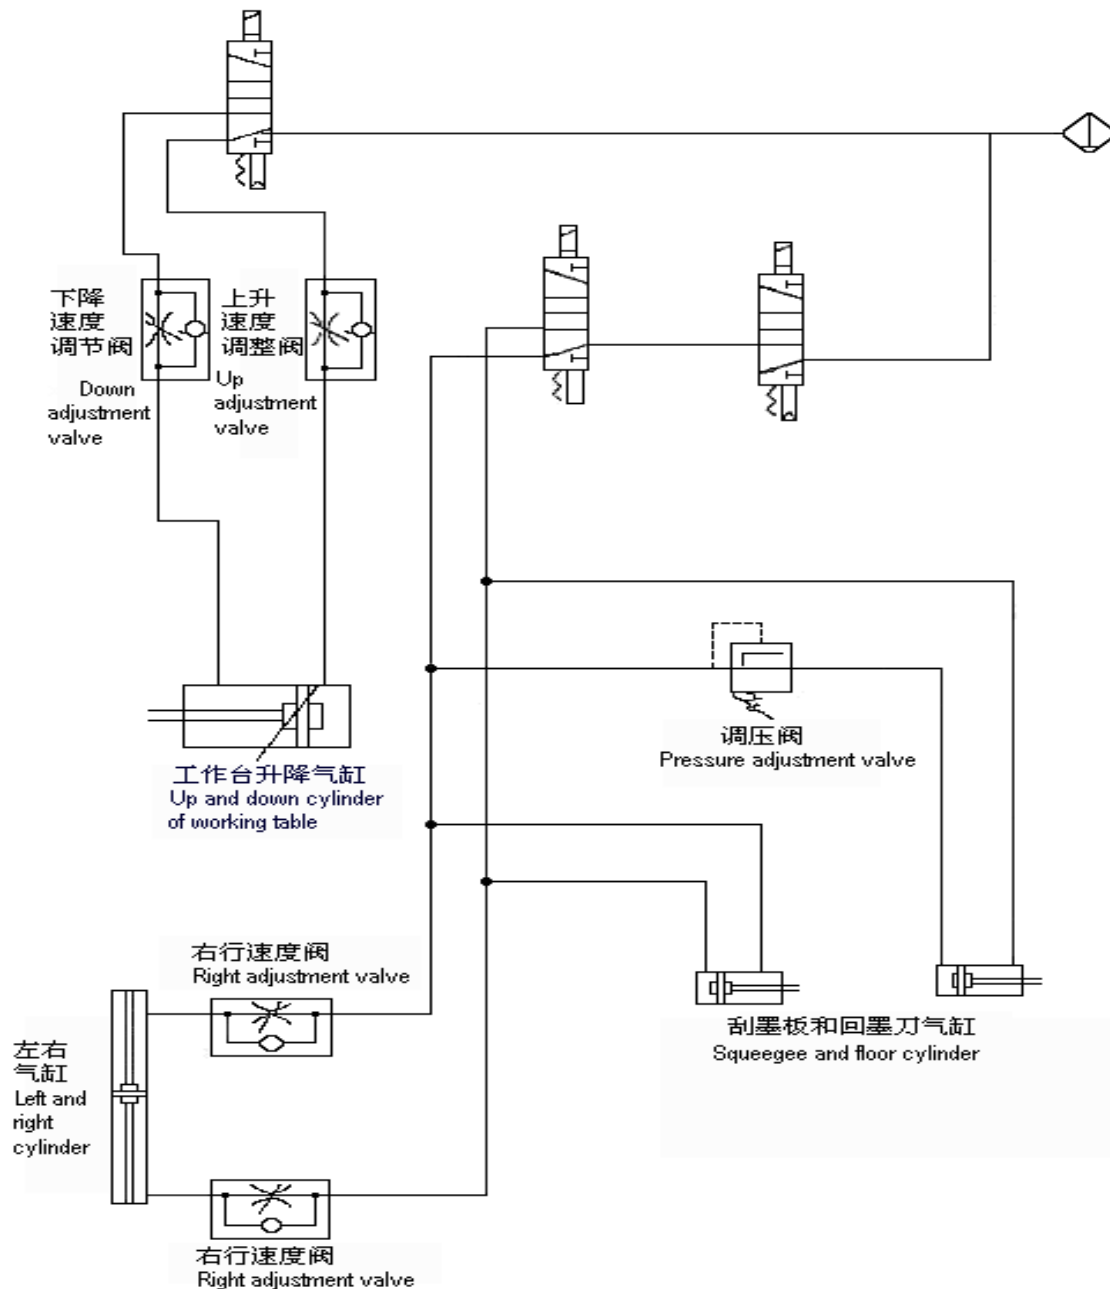 下降
速度
调节阀
Down
adjustment
valve
上升
速度
调整阀
Up
adjustment
valve
调压阀
Pressure adjustment valve
工作台升降气缸
Up and down cylinder
of working table
右行速度阀
Right adjustment valve
左右
气缸
Left and
right
cylinder
刮墨板和回墨刀气缸
Squeegee and floor cylinder
右行速度阀
Right adjustment valve